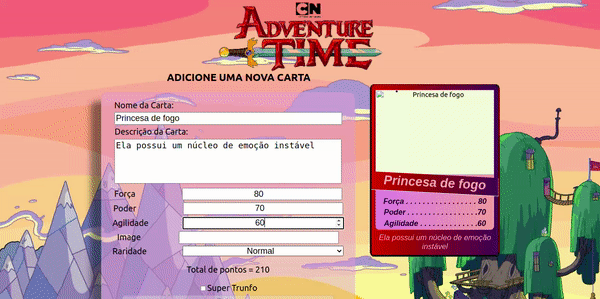 CN
ADVENTURE
TIME
ADICIONE UMA NOVA CARTA
Nome da Carta:
Princesa de fogo
Descrição da Carta:
Ela possui um núcleo de emoção instável
Força 80
Poder 70
Agilidade 60
Image
Raridade Normal
Total de pontos = 210
Super Trunfo
Princesa de fogo
Princesa de fogo
Força . . . . . . . . . . . . . . . . . 80
Poder . . . . . . . . . . . . . . . . .70
Agilidade . . . . . . . . . . . . . .60
Ela possui um núcleo de emoção
instável